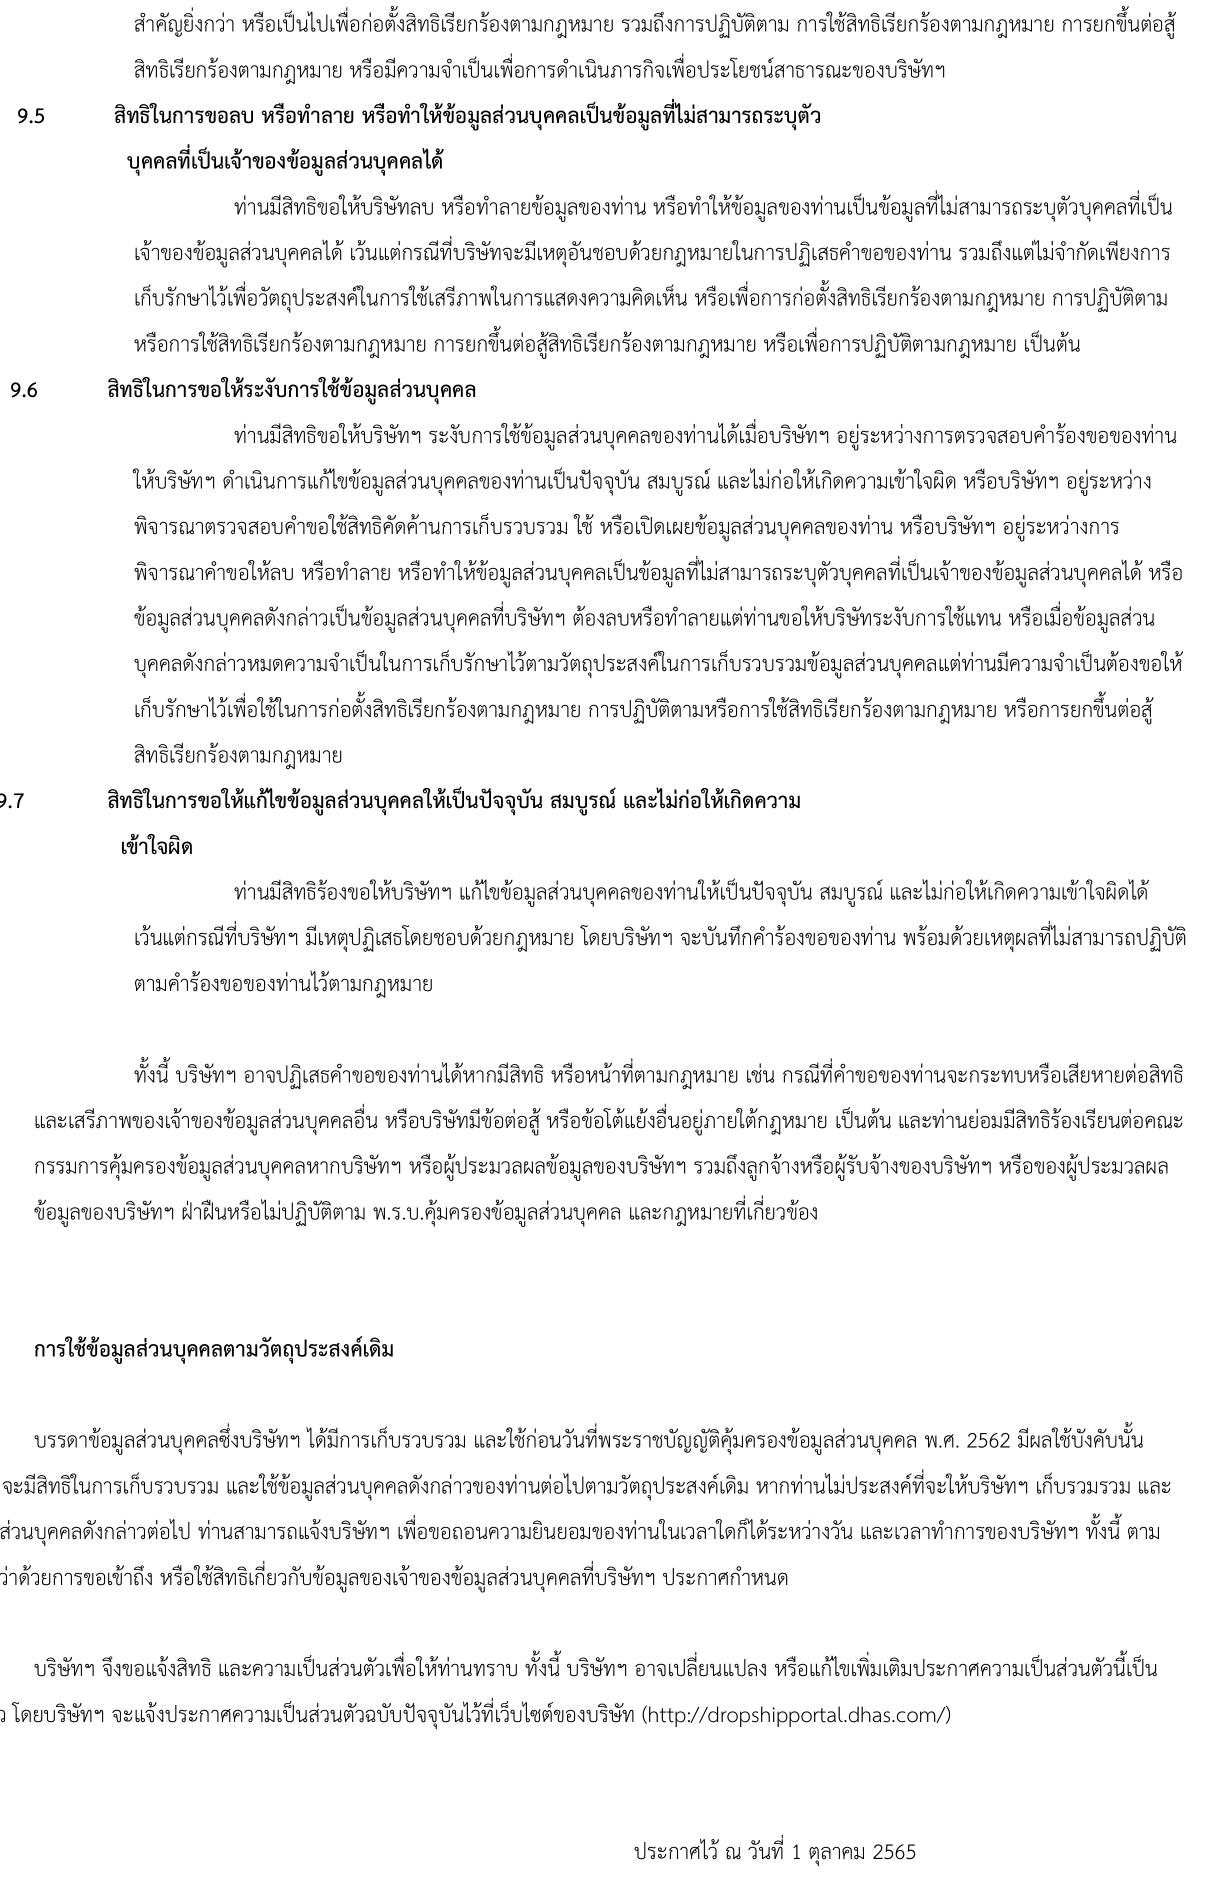 สำคัญยิ่งกว่า หรือเป็นไปเพื่อก่อตั้งสิทธิเรียกร้องตามกฎหมาย รวมถึงการปฏิบัติตาม การใช้สิทธิเรียกร้องตามกฎหมาย การยกขึ้นต่อสู้
สิทธิเรียกร้องตามกฎหมาย หรือมีความจำเป็นเพื่อการดำเนินภารกิจเพื่อประโยชน์สาธารณะของบริษัทฯ
9.5 สิทธิในการขอลบ หรือทำลาย หรือทำให้ข้อมูลส่วนบุคคลเป็นข้อมูลที่ไม่สามารถระบุตัว
บุคคลที่เป็นเจ้าของข้อมูลส่วนบุคคลได้
ท่านมีสิทธิขอให้บริษัทลบ หรือทำลายข้อมูลของท่าน หรือทำให้ข้อมูลของท่านเป็นข้อมูลที่ไม่สามารถระบุตัวบุคคลที่เป็น
เจ้าของข้อมูลส่วนบุคคลได้ เว้นแต่กรณีที่บริษัทจะมีเหตุอันชอบด้วยกฎหมายในการปฏิเสธคำขอของท่าน รวมถึงแต่ไม่จำกัดเพียงการ
เก็บรักษาไว้เพื่อวัตถุประสงค์ในการใช้เสรีภาพในการแสดงความคิดเห็น หรือเพื่อการก่อตั้งสิทธิเรียกร้องตามกฎหมาย การปฏิบัติตาม
หรือการใช้สิทธิเรียกร้องตามกฎหมาย การยกขึ้นต่อสู้สิทธิเรียกร้องตามกฎหมาย หรือเพื่อการปฏิบัติตามกฎหมาย เป็นต้น
9.6 สิทธิในการขอให้ระงับการใช้ข้อมูลส่วนบุคคล
ท่านมีสิทธิขอให้บริษัทฯ ระงับการใช้ข้อมูลส่วนบุคคลของท่านได้เมื่อบริษัทฯ อยู่ระหว่างการตรวจสอบคำร้องขอของท่าน
ให้บริษัทฯ ดำเนินการแก้ไขข้อมูลส่วนบุคคลของท่านเป็นปัจจุบัน สมบูรณ์ และไม่ก่อให้เกิดความเข้าใจผิด หรือบริษัทฯ อยู่ระหว่าง
พิจารณาตรวจสอบคำขอใช้สิทธิคัดค้านการเก็บรวบรวม ใช้ หรือเปิดเผยข้อมูลส่วนบุคคลของท่าน หรือบริษัทฯ อยู่ระหว่างการ
พิจารณาคำขอให้ลบ หรือทำลาย หรือทำให้ข้อมูลส่วนบุคคลเป็นข้อมูลที่ไม่สามารถระบุตัวบุคคลที่เป็นเจ้าของข้อมูลส่วนบุคคลได้ หรือ
ข้อมูลส่วนบุคคลดังกล่าวเป็นข้อมูลส่วนบุคคลที่บริษัทฯ ต้องลบหรือทำลายแต่ท่านขอให้บริษัทระงับการใช้แทน หรือเมื่อข้อมูลส่วน
บุคคลดังกล่าวหมดความจำเป็นในการเก็บรักษาไว้ตามวัตถุประสงค์ในการเก็บรวบรวมข้อมูลส่วนบุคคลแต่ท่านมีความจำเป็นต้องขอให้
เก็บรักษาไว้เพื่อใช้ในการก่อตั้งสิทธิเรียกร้องตามกฎหมาย การปฏิบัติตามหรือการใช้สิทธิเรียกร้องตามกฎหมาย หรือการยกขึ้นต่อสู้
สิทธิเรียกร้องตามกฎหมาย
9.7 สิทธิในการขอให้แก้ไขข้อมูลส่วนบุคคลให้เป็นปัจจุบัน สมบูรณ์ และไม่ก่อให้เกิดความ
เข้าใจผิด
ท่านมีสิทธิร้องขอให้บริษัทฯ แก้ไขข้อมูลส่วนบุคคลของท่านให้เป็นปัจจุบัน สมบูรณ์ และไม่ก่อให้เกิดความเข้าใจผิดได้
เว้นแต่กรณีที่บริษัทฯ มีเหตุปฏิเสธโดยชอบด้วยกฎหมาย โดยบริษัทฯ จะบันทึกคำร้องขอของท่าน พร้อมด้วยเหตุผลที่ไม่สามารถปฏิบัติ
ตามคำร้องขอของท่านไว้ตามกฎหมาย
ทั้งนี้ บริษัทฯ อาจปฏิเสธคำขอของท่านได้หากมีสิทธิ หรือหน้าที่ตามกฎหมาย เช่น กรณีที่คำขอของท่านจะกระทบหรือเสียหายต่อสิทธิ
และเสรีภาพของเจ้าของข้อมูลส่วนบุคคลอื่น หรือบริษัทมีข้อต่อสู้ หรือข้อโต้แย้งอื่นอยู่ภายใต้กฎหมาย เป็นต้น และท่านย่อมมีสิทธิร้องเรียนต่อคณะ
กรรมการคุ้มครองข้อมูลส่วนบุคคลหากบริษัทฯ หรือผู้ประมวลผลข้อมูลของบริษัทฯ รวมถึงลูกจ้างหรือผู้รับจ้างของบริษัทฯ หรือของผู้ประมวลผล
ข้อมูลของบริษัทฯ ฝ่าฝืนหรือไม่ปฏิบัติตาม พ.ร.บ.คุ้มครองข้อมูลส่วนบุคคล และกฎหมายที่เกี่ยวข้อง
การใช้ข้อมูลส่วนบุคคลตามวัตถุประสงค์เดิม
บรรดาข้อมูลส่วนบุคคลซึ่งบริษัทฯ ได้มีการเก็บรวบรวม และใช้ก่อนวันที่พระราชบัญญัติคุ้มครองข้อมูลส่วนบุคคล พ.ศ. 2562 มีผลใช้บังคับนั้น
จะมีสิทธิในการเก็บรวบรวม และใช้ข้อมูลส่วนบุคคลดังกล่าวของท่านต่อไปตามวัตถุประสงค์เดิม หากท่านไม่ประสงค์ที่จะให้บริษัทฯ เก็บรวมรวม และ
ส่วนบุคคลดังกล่าวต่อไป ท่านสามารถแจ้งบริษัทฯ เพื่อขอถอนความยินยอมของท่านในเวลาใดก็ได้ระหว่างวัน และเวลาทำการของบริษัทฯ ทั้งนี้ ตาม
ว่าด้วยการขอเข้าถึง หรือใช้สิทธิเกี่ยวกับข้อมูลของเจ้าของข้อมูลส่วนบุคคลที่บริษัทฯ ประกาศกำหนด
บริษัทฯ จึงขอแจ้งสิทธิ และความเป็นส่วนตัวเพื่อให้ท่านทราบ ทั้งนี้ บริษัทฯ อาจเปลี่ยนแปลง หรือแก้ไขเพิ่มเติมประกาศความเป็นส่วนตัวนี้เป็น
ว โดยบริษัทฯ จะแจ้งประกาศความเป็นส่วนตัวฉบับปัจจุบันไว้ที่เว็บไซต์ของบริษัท (http://dropshipportal.dhas.com/)
ประกาศไว้ ณ วันที่ 1 ตุลาคม 2565